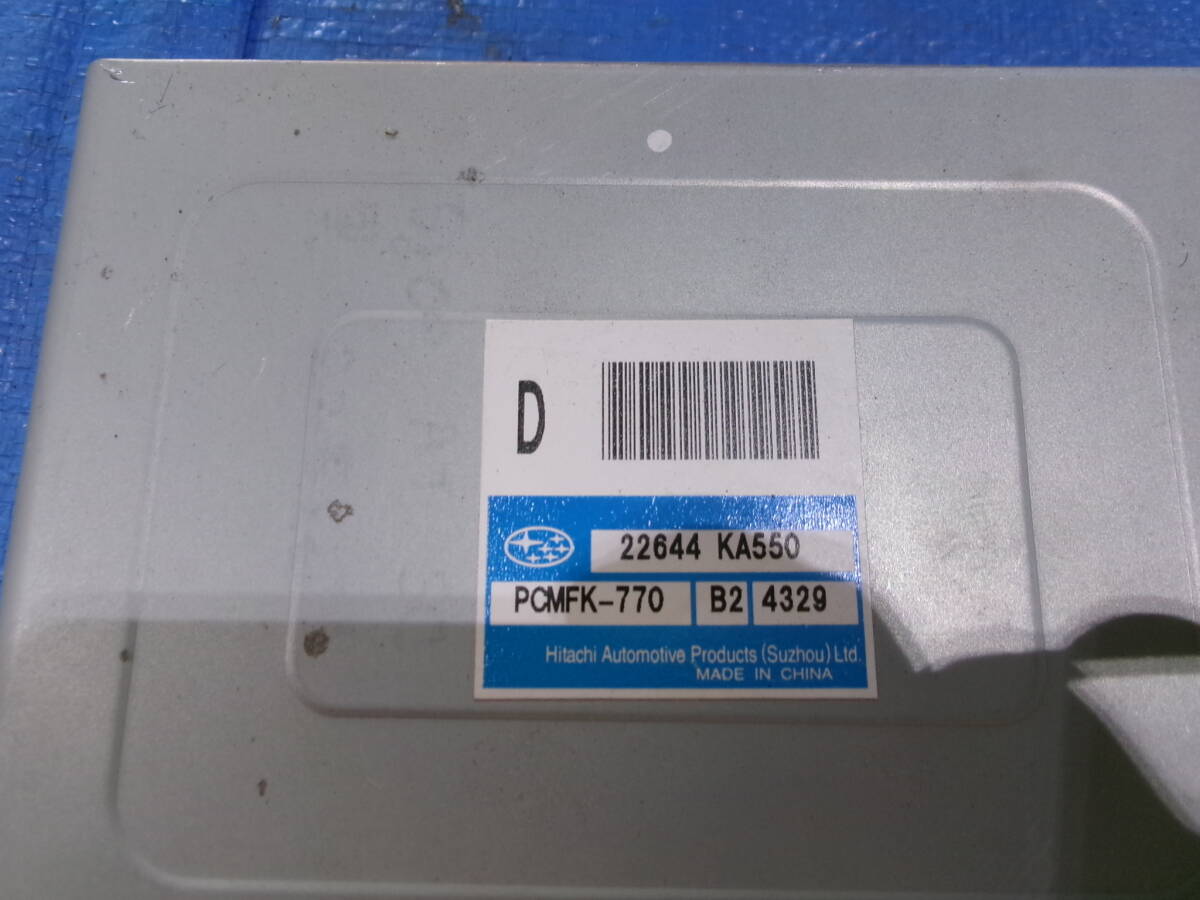 D
22644 KA550
PCMFK-770 B2 4329
Hitachi Automotive Products (Suzhou) Ltd.
MADE IN CHINA